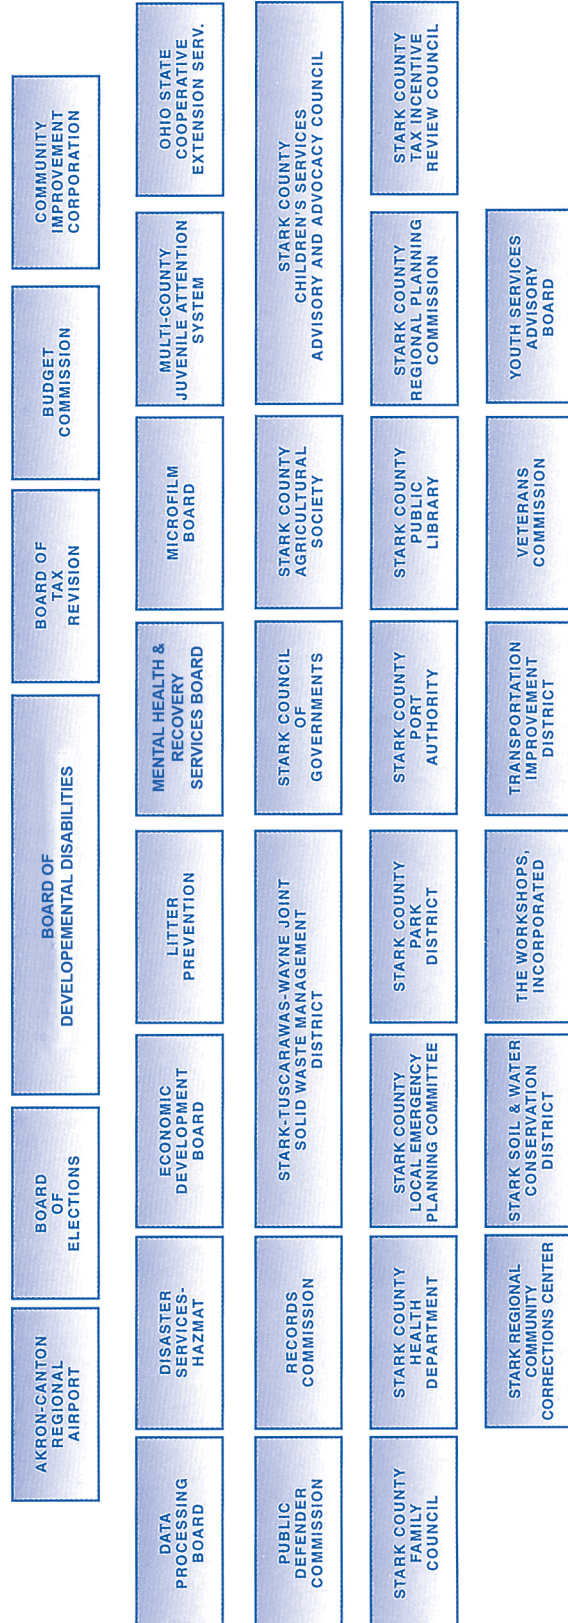 AKRON-CANTON
REGIONAL
AIRPORT
BOARD
OF
ELECTIONS
BOARD OF
DEVELOPEMENTAL DISABILITIES
BOARD OF
TAX
REVISION
BUDGET
COMMISSION
COMMUNITY
IMPROVEMENT
CORPORATION
DATA
PROCESSING
BOARD
DISASTER
SERVICES-
HAZMAT
ECONOMIC
DEVELOPMENT
BOARD
LITTER
PREVENTION
MENTAL HEALTH &
RECOVERY
SERVICES BOARD
MICROFILM
BOARD
MULTI-COUNTY
JUVENILE ATTENTION
SYSTEM
OHIO STATE
COOPERATIVE
EXTENSION SERV.
PUBLIC
DEFENDER
COMMISSION
RECORDS
COMMISSION
STARK-TUSCARAWAS-WAYNE JOINT
SOLID WASTE MANAGEMENT
DISTRICT
STARK COUNCIL
OF
GOVERNMENTS
STARK COUNTY
AGRICULTURAL
SOCIETY
STARK COUNTY
CHILDREN'S SERVICES
ADVISORY AND ADVOCACY COUNCIL
STARK COUNTY
FAMILY
COUNCIL
STARK COUNTY
HEALTH
DEPARTMENT
STARK COUNTY
LOCAL EMERGENCY
PLANNING COMMITTEE
STARK COUNTY
PARK
DISTRICT
STARK COUNTY
PORT
AUTHORITY
STARK COUNTY
PUBLIC
LIBRARY
STARK COUNTY
REGIONAL PLANNING
COMMISSION
STARK COUNTY
TAX INCENTIVE
REVIEW COUNCIL
STARK REGIONAL
COMMUNITY
CORRECTIONS CENTER
STARK SOIL & WATER
CONSERVATION
DISTRICT
THE WORKSHOPS,
INCORPORATED
TRANSPORTATION
IMPROVEMENT
DISTRICT
VETERANS
COMMISSION
YOUTH SERVICES
ADVISORY
BOARD